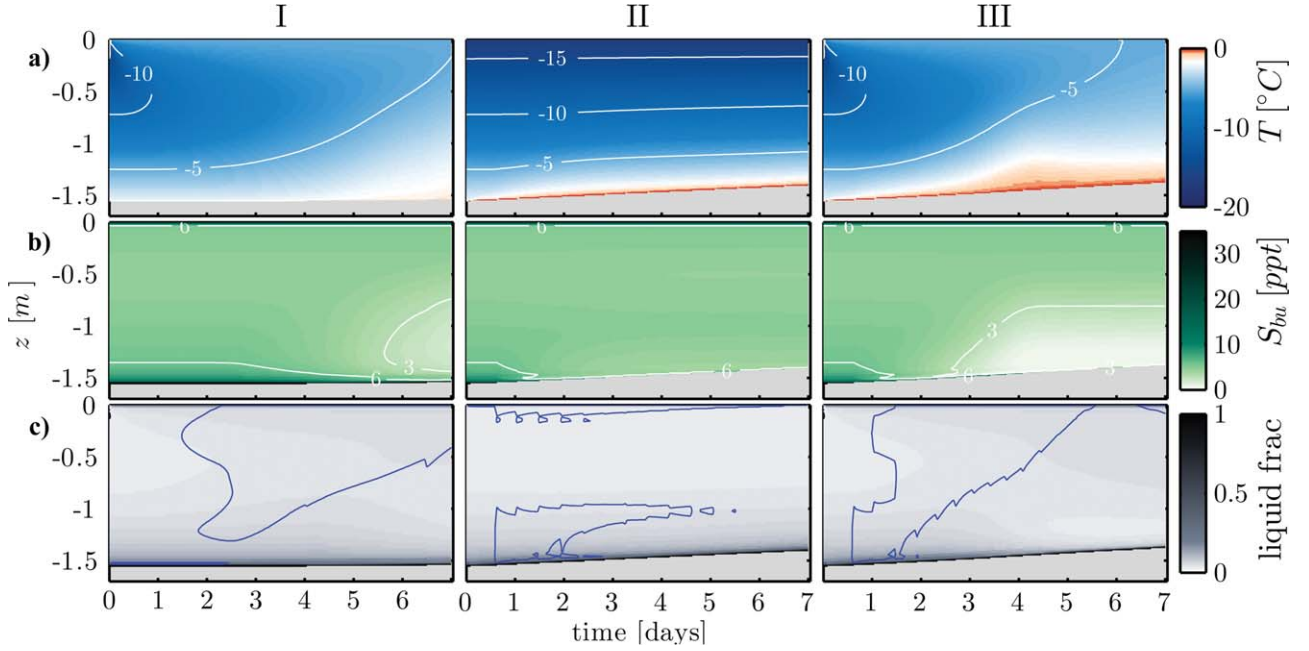 I II III
a) 0 -0.5 -1 -1.5
-10 -5
-15 -10 -5
-10 -5
0 -10 -20 T [°C]
b) 0 -0.5 -1 -1.5
6 3 6
6 6
6 3 6 3
30 20 10 0 S_bu [ppt]
z [m]
c) 0 -0.5 -1 -1.5
1 0.5 0 liquid frac
0 1 2 3 4 5 6 0 1 2 3 4 5 6 7 1 2 3 4 5 6 7
time [days]